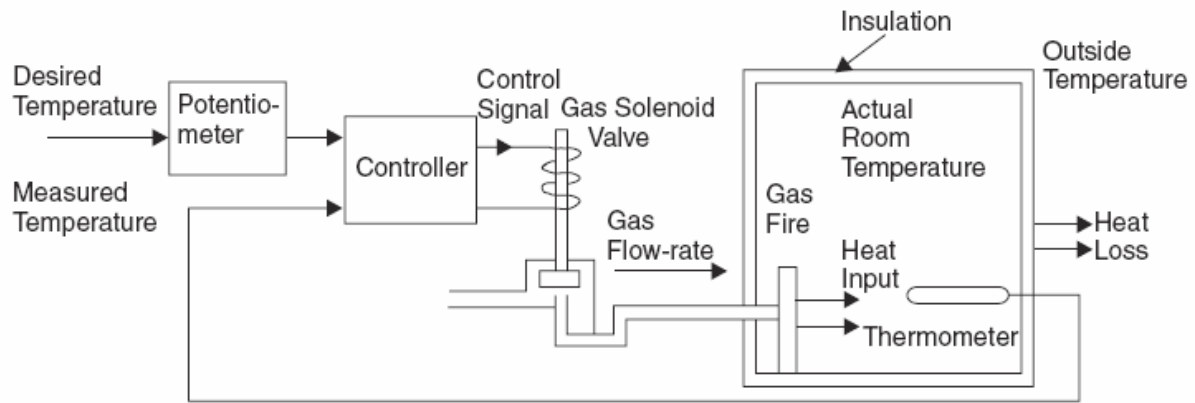 Insulation
Outside
Temperature
Desired
Temperature
Potentio-
meter
Control
Signal
Gas Solenoid
Valve
Actual
Room
Temperature
Controller
Measured
Temperature
Gas
Fire
Gas
Flow-rate
Heat
Loss
Heat
Input
Thermometer